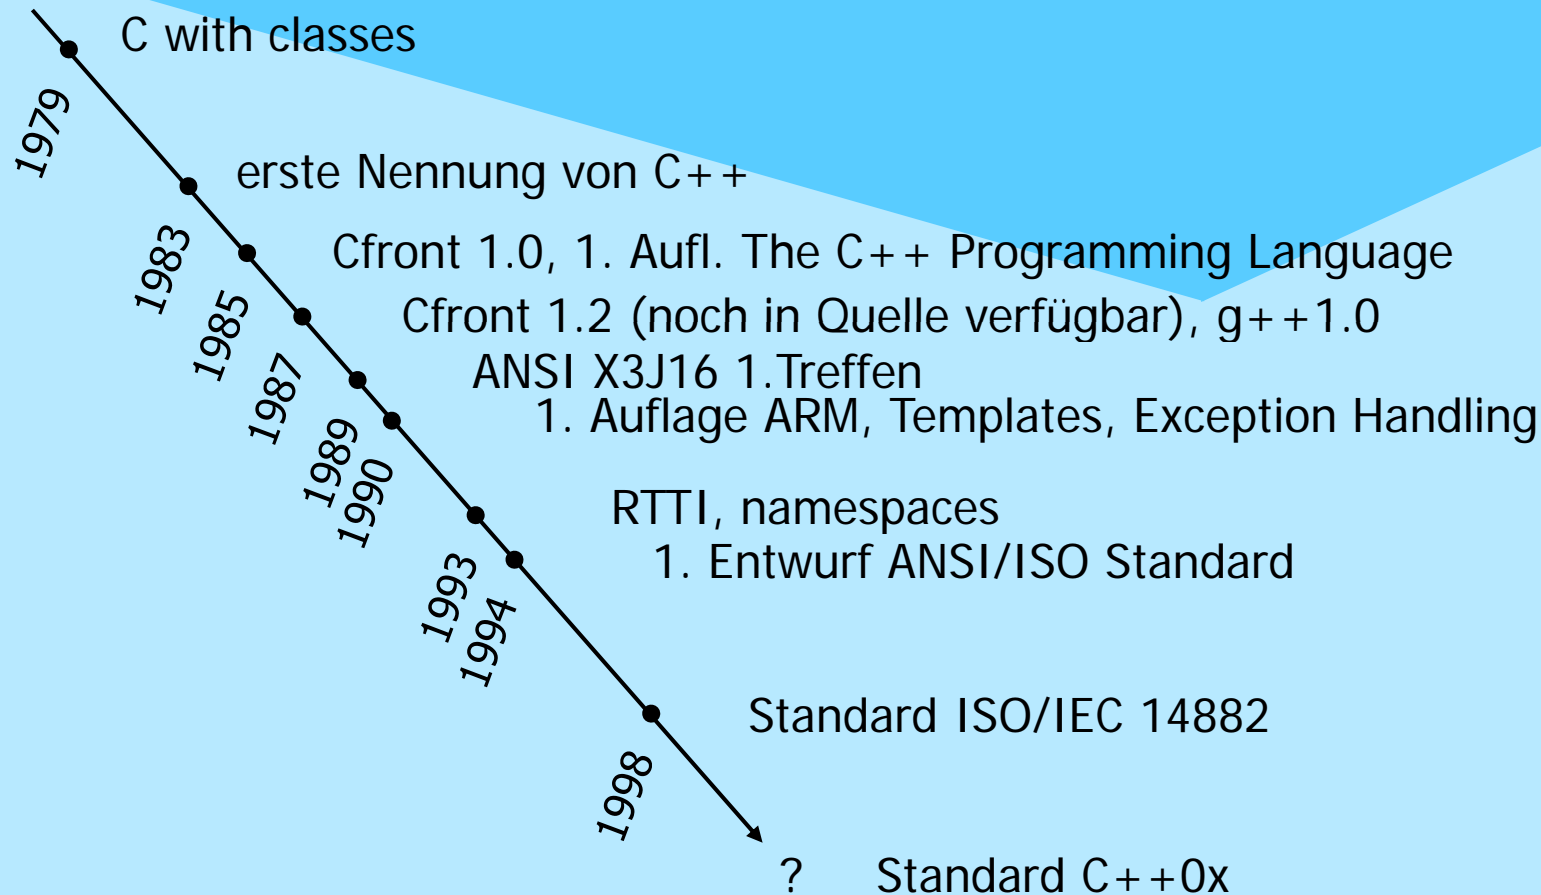 C with classes
1979
erste Nennung von C++
1983
Cfront 1.0, 1. Aufl. The C++ Programming Language
1985
Cfront 1.2 (noch in Quelle verfügbar), g++1.0
1987
ANSI X3J16 1.Treffen
1989
1. Auflage ARM, Templates, Exception Handling
1990
RTTI, namespaces
1993
1. Entwurf ANSI/ISO Standard
1994
Standard ISO/IEC 14882
1998
? Standard C++0x